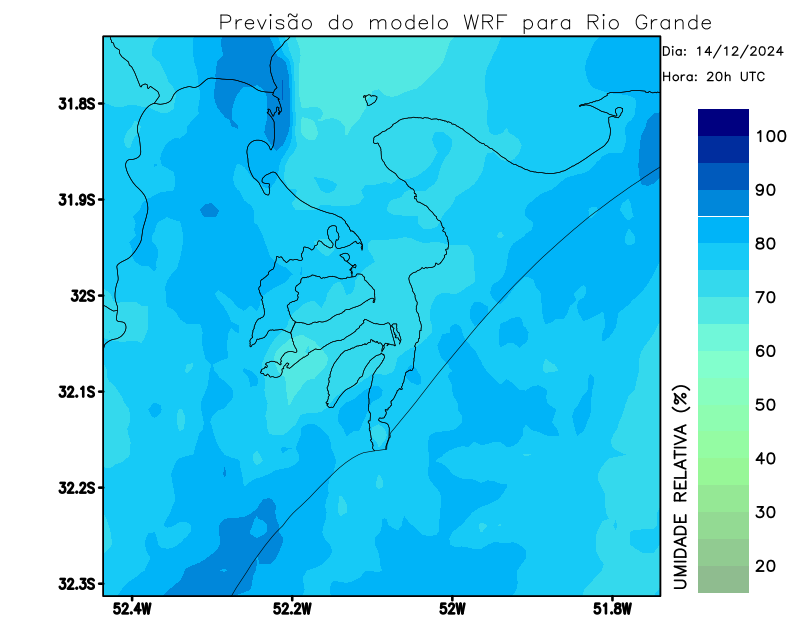 Previsão do modelo WRF para Rio Grande
Dia: 14/12/2024
Hora: 20h UTC
31.8S
31.9S
32S
32.1S
32.2S
32.3S
52.4W
52.2W
52W
51.8W
100
90
80
70
60
50
40
30
20
UMIDADE RELATIVA (%)